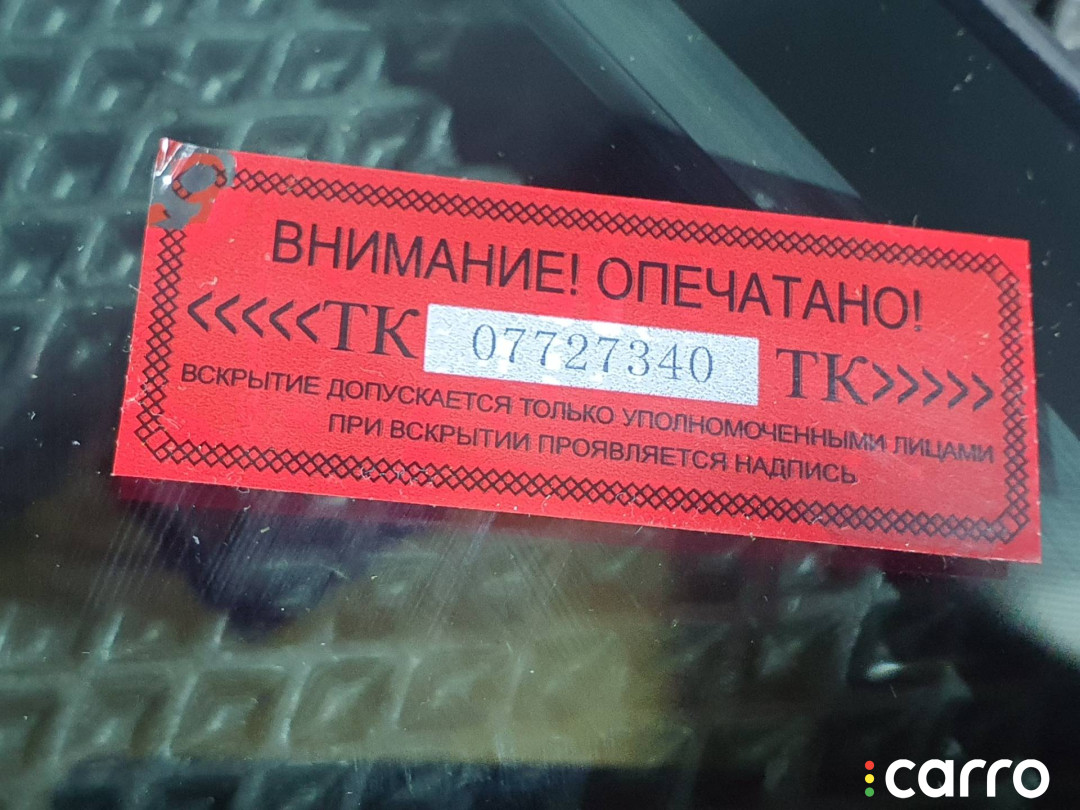 ВНИМАНИЕ! ОПЕЧАТАНО!
<<<<<ТК 07727340 ТК>>>>>
ВСКРЫТИЕ ДОПУСКАЕТСЯ ТОЛЬКО УПОЛНОМОЧЕННЫМИ ЛИЦАМИ
ПРИ ВСКРЫТИИ ПРОЯВЛЯЕТСЯ НАДПИСЬ
carro